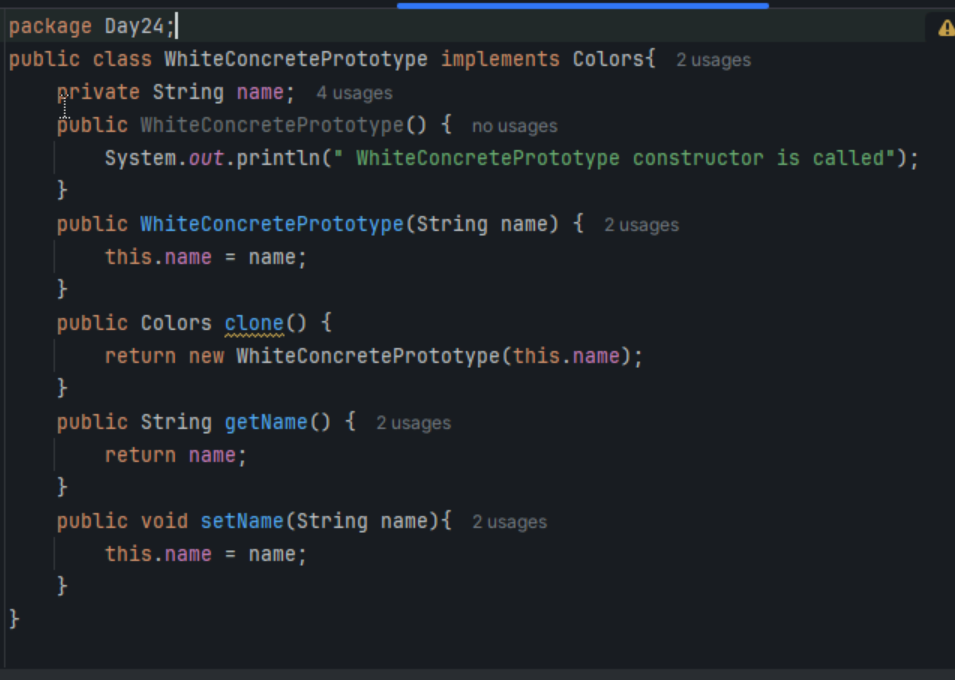 package Day24;
public class WhiteConcretePrototype implements Colors{ 2 usages
private String name; 4 usages
public WhiteConcretePrototype() { no usages
System.out.println(" WhiteConcretePrototype constructor is called");
}
public WhiteConcretePrototype(String name) { 2 usages
this.name = name;
}
public Colors clone() {
return new WhiteConcretePrototype(this.name);
}
public String getName() { 2 usages
return name;
}
public void setName(String name){ 2 usages
this.name = name;
}
}